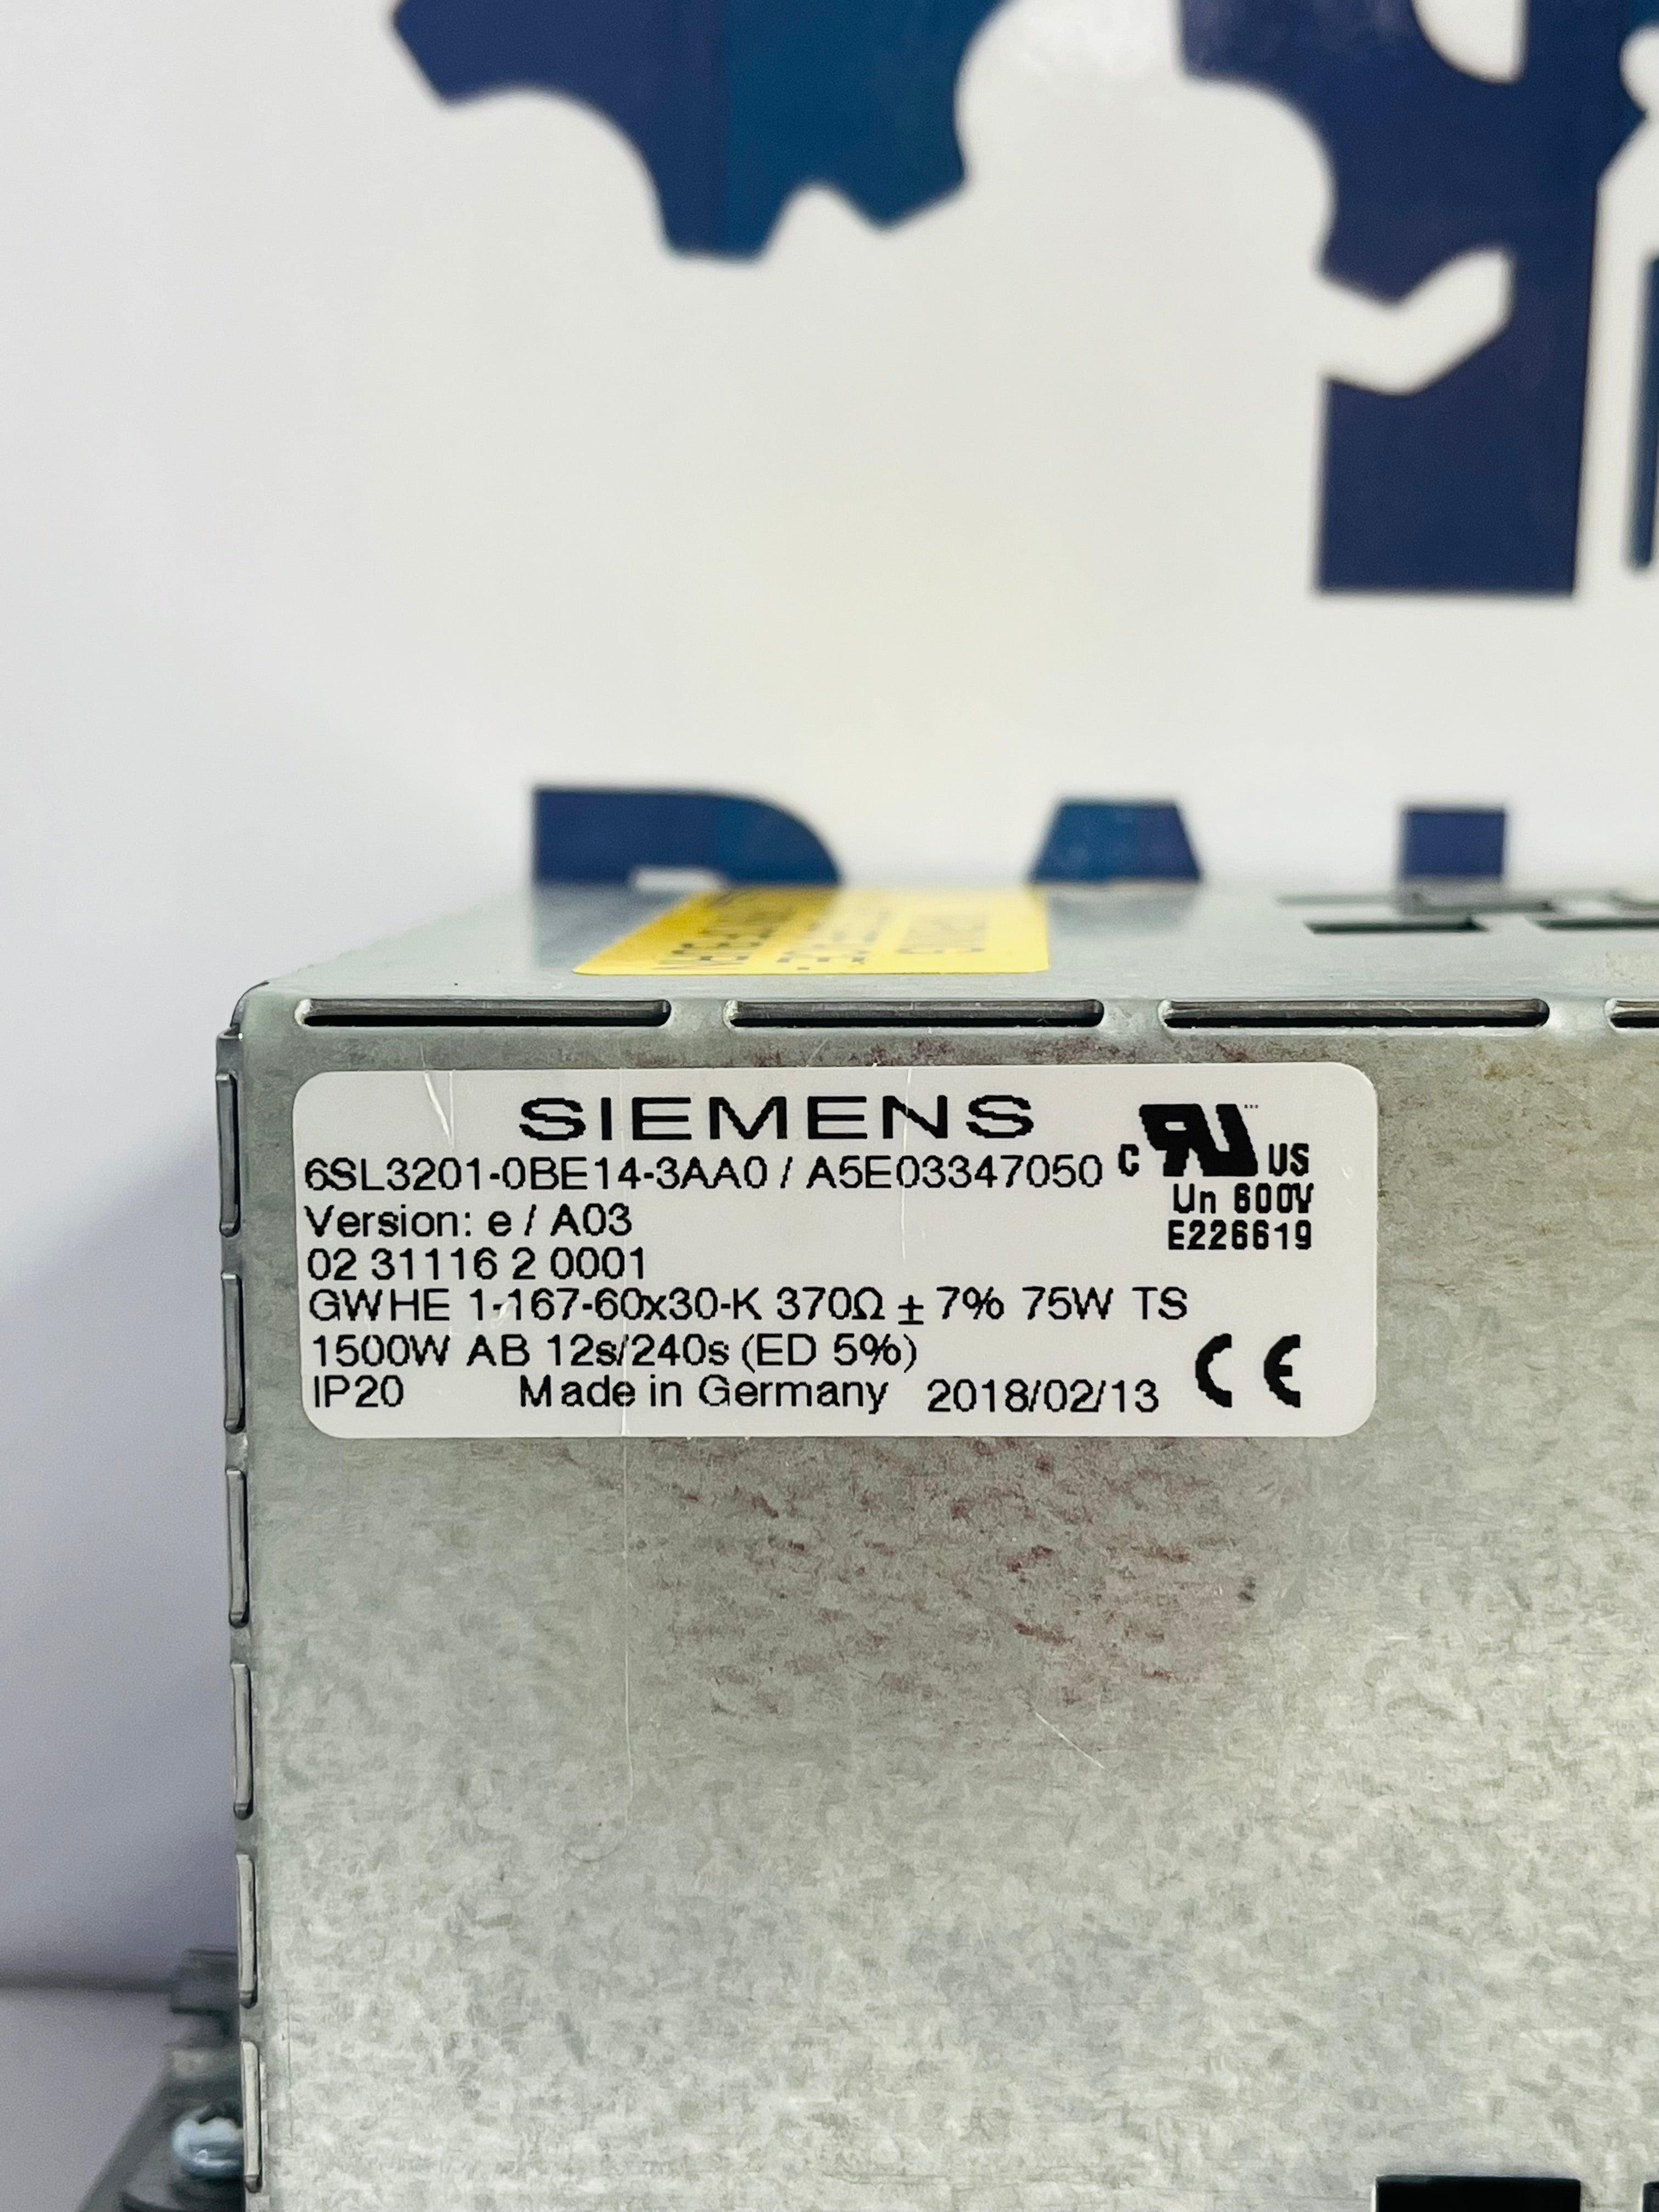 SIEMENS
6SL3201-0BE14-3AA0 / A5E03347050
C US
Un 600V
Version: e / A03
E226619
02 31116 2 0001
GWHE 1-167-60x30-K 370Ω ± 7% 75W TS
1500W AB 12s/240s (ED 5%)
IP20 Made in Germany 2018/02/13 CE